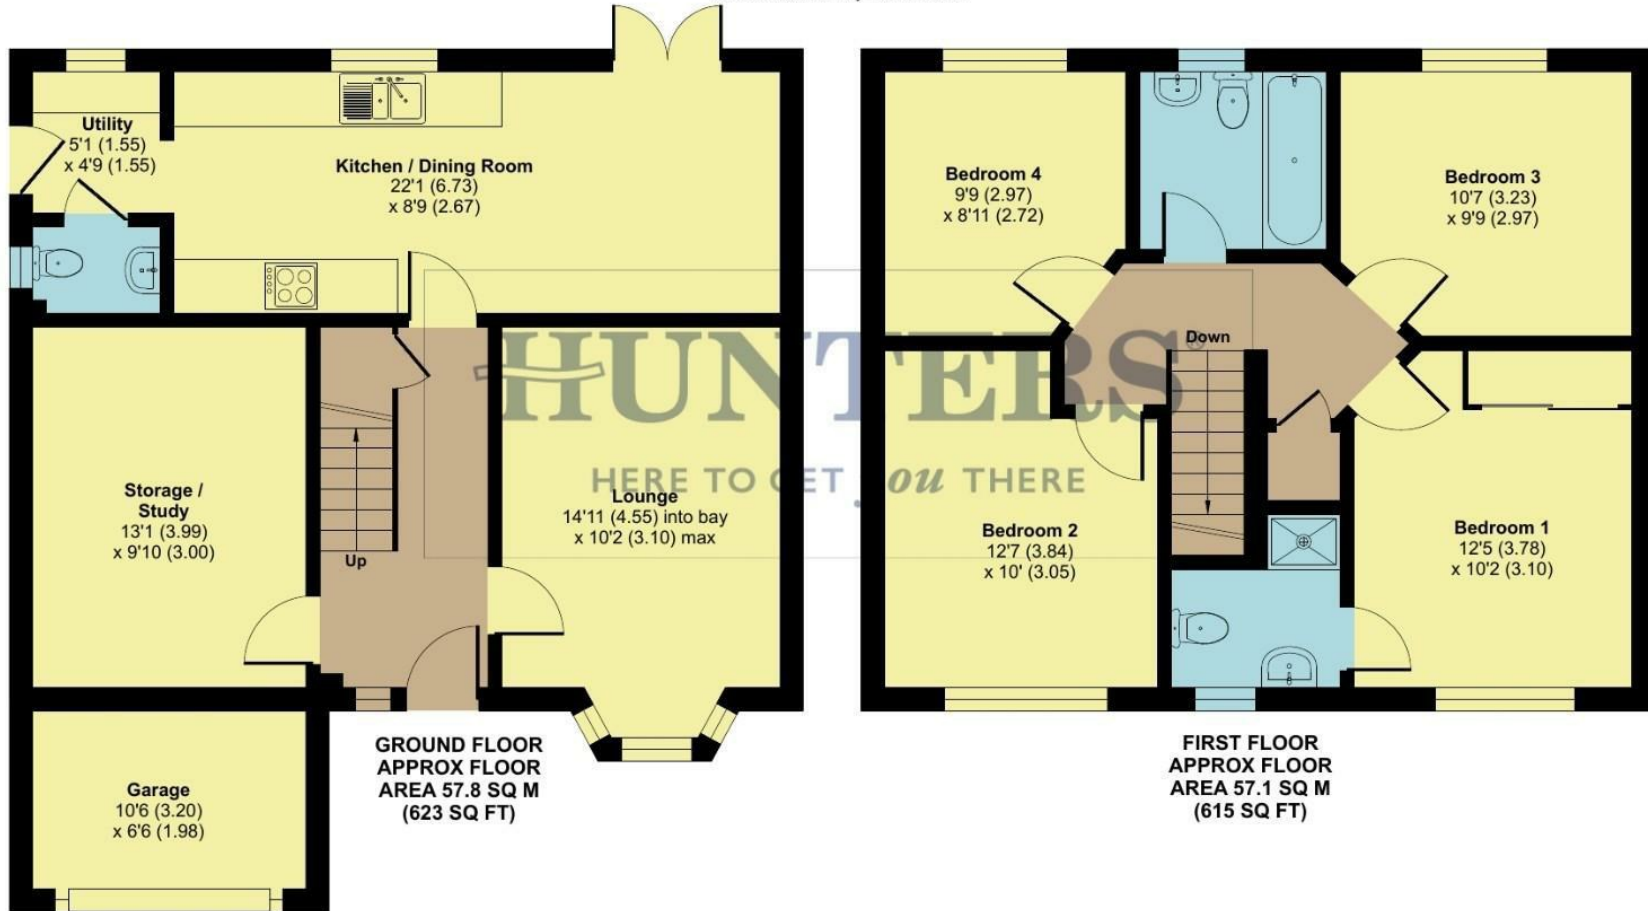 Utility
5'1 (1.55)
x 4'9 (1.55)
Kitchen / Dining Room
22'1 (6.73)
x 8'9 (2.67)
Storage /
Study
13'1 (3.99)
x 9'10 (3.00)
Up
Lounge
14'11 (4.55) into bay
x 10'2 (3.10) max
Garage
10'6 (3.20)
x 6'6 (1.98)
GROUND FLOOR
APPROX FLOOR
AREA 57.8 SQ M
(623 SQ FT)
Bedroom 4
9'9 (2.97)
x 8'11 (2.72)
Bedroom 3
10'7 (3.23)
x 9'9 (2.97)
Down
Bedroom 2
12'7 (3.84)
x 10' (3.05)
Bedroom 1
12'5 (3.78)
x 10'2 (3.10)
FIRST FLOOR
APPROX FLOOR
AREA 57.1 SQ M
(615 SQ FT)
HUNTERS®
HERE TO GET you THERE